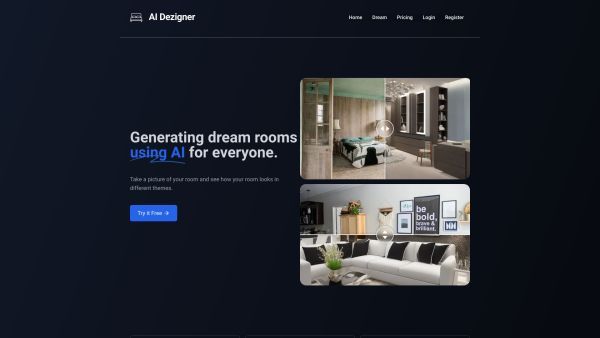 AI Dezigner
Home Dream Pricing Login Register
Generating dream rooms
using AI for everyone.
Take a picture of your room and see how your room looks in
different themes.
Try it Free →
be
bold,
brave &
brilliant.